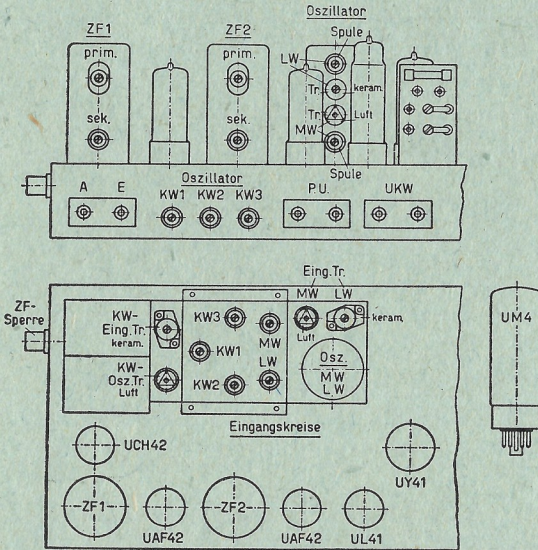 Oszillator
ZF1
ZF2
Spule
prim.
prim.
LW
Tr.
keram.
Tr.
Luft
sek.
sek.
MW
Spule
Oszillator
A
E
KW1
KW2
KW3
P.U.
UKW
Eing.Tr.
MW
LW
ZF-
Sperre
KW-
Eing.Tr.
keram.
KW3
Luft
keram.
UM4
MW
KW1
KW-
Osz.Tr.
Luft
LW
KW2
Osz.
MW
LW
Eingangskreise
UCH42
UY41
ZF1
UAF42
ZF2
UAF42
UL41